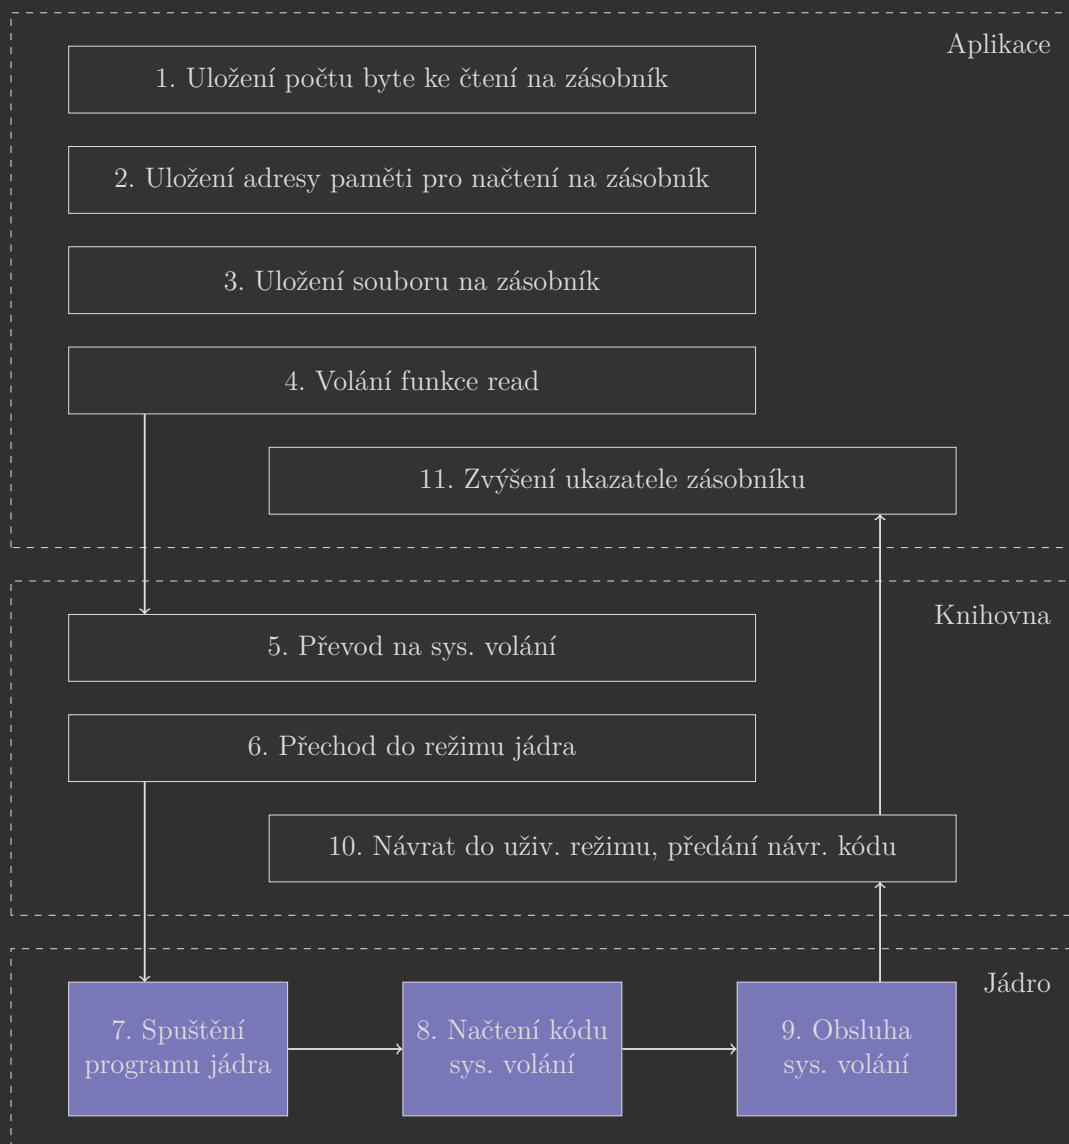 Aplikace
1. Uložení počtu byte ke čtení na zásobník
2. Uložení adresy paměti pro načtení na zásobník
3. Uložení souboru na zásobník
4. Volání funkce read
11. Zvýšení ukazatele zásobníku
Knihovna
5. Převod na sys. volání
6. Přechod do režimu jádra
10. Návrat do uživ. režimu, předání návr. kódu
Jádro
7. Spuštění
programu jádra
8. Načtení kódu
sys. volání
9. Obsluha
sys. volání